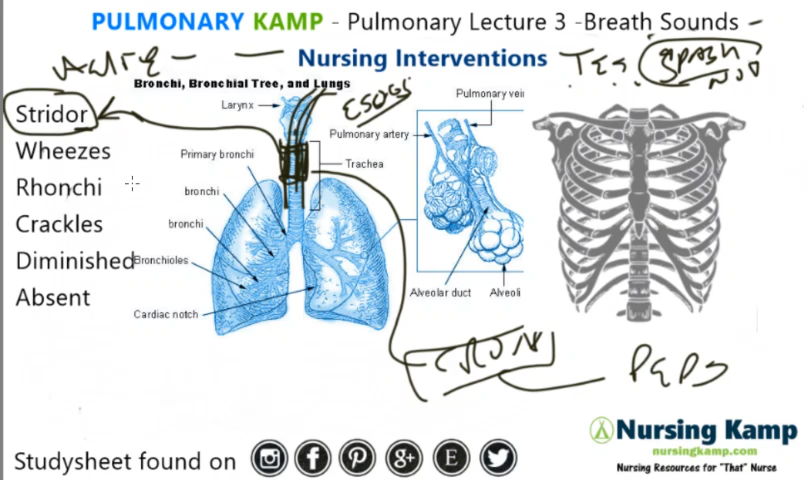 PULMONARY KAMP - Pulmonary Lecture 3 -Breath Sounds -
Nursing Interventions
Bronchi, Bronchial Tree, and Lungs
Stridor
Wheezes
Rhonchi
Crackles
Diminished
Absent
Larynx
Primary bronchi
Trachea
bronchi
bronchi
Bronchioles
Cardiac notch
Pulmonary vein
Pulmonary artery
Alveolar duct
Alveoli
PEDS
Nursing Kamp
nursingkamp.com
Nursing Resources for "That" Nurse
Studysheet found on
g+
E